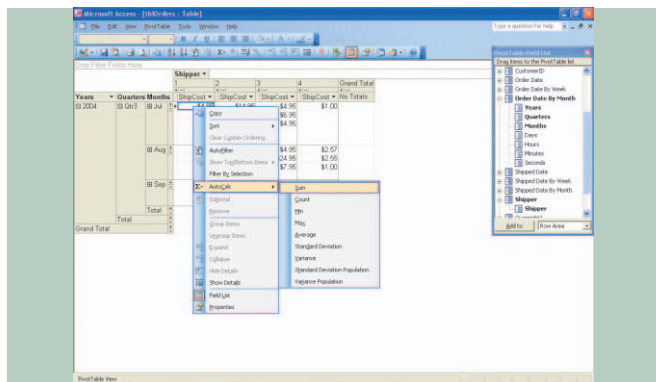 Microsoft Access - [tblOrders : Table]
File Edit View PivotTable Tools Window Help
Type a question for help
Drop Filter Fields Here
Shipper
1 2 3 4 Grand Total
Years Quarters Months ShipCost ShipCost ShipCost ShipCost No Totals
2004 Qtr3 Jul $4.95 $14.95 $4.95 $1.00
$6.95
$4.95
Aug $4.95 $2.57
$24.95 $2.55
$7.95 $1.00
Sep
Total
Total
Grand Total
Copy
Sort
Clear Custom Ordering
AutoFilter
Show Top/Bottom Items
Filter By Selection
AutoCalc
Subtotal
Remove
Group Items
Ungroup Items
Expand
Collapse
Hide Details
Show Details
Field List
Properties
Sum
Count
Min
Max
Average
Standard Deviation
Variance
Standard Deviation Population
Variance Population
PivotTable Field List
Drag items to the PivotTable list
CustomerID
Order Date
Order Date By Week
Order Date By Month
Years
Quarters
Months
Days
Hours
Minutes
Seconds
Shipped Date
Shipped Date By Week
Shipped Date By Month
Shipper
Shipper
Add to Row Area
PivotTable View